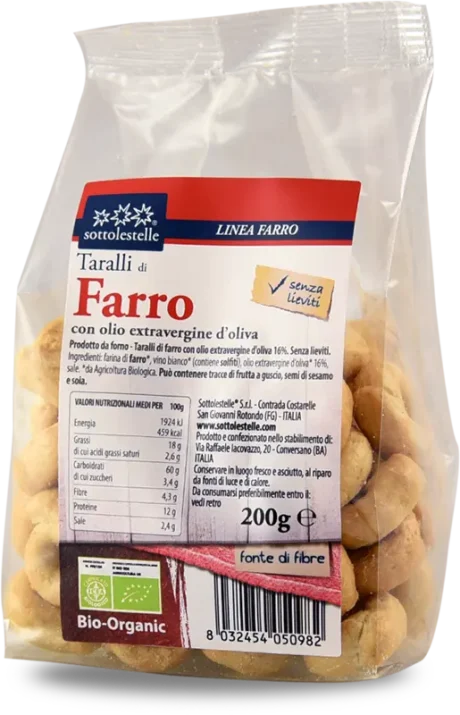 sottolestelle
LINEA FARRO
Taralli di
Farro
con olio extravergine d'oliva
senza
lieviti
Prodotto da forno - Taralli di farro con olio extravergine d'oliva 16%. Senza lieviti.
Ingredienti: farina di farro*, vino bianco* (contiene solfiti), olio extravergine d'oliva* 16%,
sale. *da Agricoltura Biologica. Può contenere tracce di frutta a guscio, semi di sesamo
e soia.
VALORI NUTRIZIONALI MEDI PER 100g
Energia 1924 kJ
459 kcal
Grassi 18 g
di cui acidi grassi saturi 2,6 g
Carboidrati 60 g
di cui zuccheri 3,4 g
Fibre 4,3 g
Proteine 12 g
Sale 2,4 g
Sottolestelle® S.r.l. - Contrada Costarelle
San Giovanni Rotondo (FG) - ITALIA
www.sottolestelle.com
Prodotto e confezionato nello stabilimento di:
Via Raffaele Iacovazzo, 20 - Conversano (BA)
ITALIA
Conservare in luogo fresco e asciutto, al riparo
da fonti di luce e di calore.
Da consumarsi preferibilmente entro il:
vedi retro
200g ℮
fonte di fibre
Bio-Organic
8 032454 050982